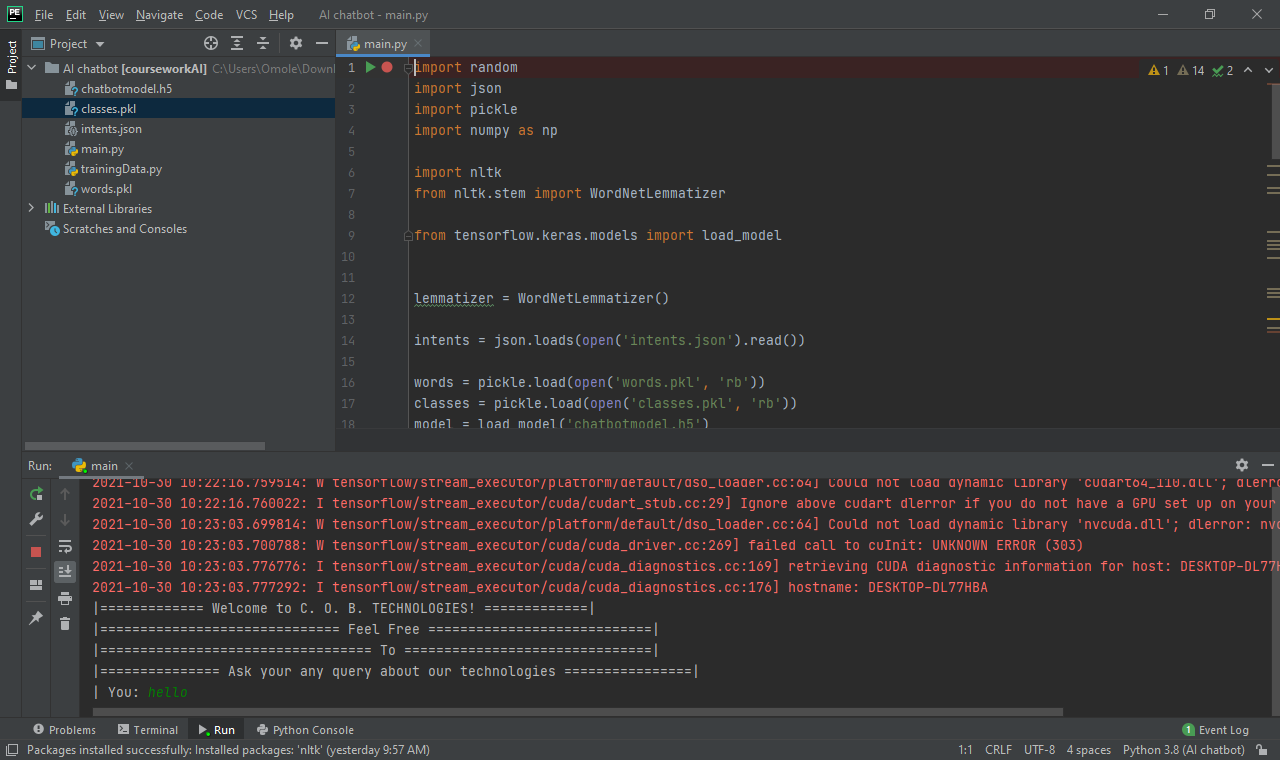 PE File Edit View Navigate Code VCS Help AI chatbot - main.py
Project
Project
main.py
AI chatbot [courseworkAI] C:\Users\Omole\Downl
chatbotmodel.h5
classes.pkl
intents.json
main.py
trainingData.py
words.pkl
External Libraries
Scratches and Consoles
1 import random
2 import json
3 import pickle
4 import numpy as np
5
6 import nltk
7 from nltk.stem import WordNetLemmatizer
8
9 from tensorflow.keras.models import load_model
10
11
12 lemmatizer = WordNetLemmatizer()
13
14 intents = json.loads(open('intents.json').read())
15
16 words = pickle.load(open('words.pkl', 'rb'))
17 classes = pickle.load(open('classes.pkl', 'rb'))
18 model = load_model('chatbotmodel.h5')
1 14 2
Run: main
2021-10-30 10:22:16.759514: W tensorflow/stream_executor/platform/default/dso_loader.cc:64] Could not load dynamic library 'cudart64_110.dll'; dlerro
2021-10-30 10:22:16.760022: I tensorflow/stream_executor/cuda/cudart_stub.cc:29] Ignore above cudart dlerror if you do not have a GPU set up on your
2021-10-30 10:23:03.699814: W tensorflow/stream_executor/platform/default/dso_loader.cc:64] Could not load dynamic library 'nvcuda.dll'; dlerror: nvc
2021-10-30 10:23:03.700788: W tensorflow/stream_executor/cuda/cuda_driver.cc:269] failed call to cuInit: UNKNOWN ERROR (303)
2021-10-30 10:23:03.776776: I tensorflow/stream_executor/cuda/cuda_diagnostics.cc:169] retrieving CUDA diagnostic information for host: DESKTOP-DL77H
2021-10-30 10:23:03.777292: I tensorflow/stream_executor/cuda/cuda_diagnostics.cc:176] hostname: DESKTOP-DL77HBA
|============= Welcome to C. O. B. TECHNOLOGIES! =============|
|============================== Feel Free ============================|
|================================== To ===============================|
|=============== Ask your any query about our technologies ================|
| You: hello
Problems Terminal Run Python Console 1 Event Log
Packages installed successfully: Installed packages: 'nltk' (yesterday 9:57 AM) 1:1 CRLF UTF-8 4 spaces Python 3.8 (AI chatbot)